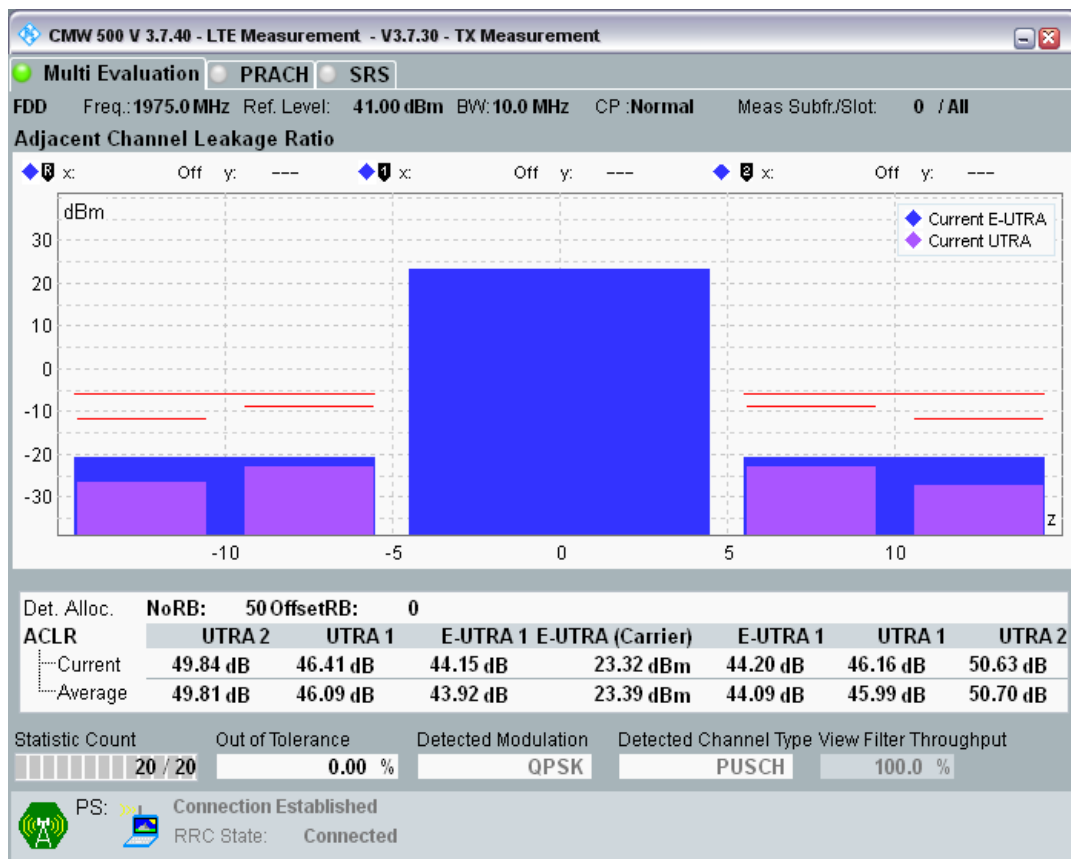 CMW 500 V 3.7.40 - LTE Measurement - V3.7.30 - TX Measurement
Multi Evaluation PRACH SRS
FDD Freq.:1975.0 MHz Ref. Level: 41.00 dBm BW:10.0 MHz CP :Normal Meas Subfr./Slot: 0 / All
Adjacent Channel Leakage Ratio
R x: Off y: --- 1 x: Off y: --- 2 x: Off y: ---
dBm
Current E-UTRA
Current UTRA
30
20
10
0
-10
-20
-30
z
-10 -5 0 5 10
Det. Alloc. NoRB: 50 OffsetRB: 0
ACLR UTRA 2 UTRA 1 E-UTRA 1 E-UTRA (Carrier) E-UTRA 1 UTRA 1 UTRA 2
Current 49.84 dB 46.41 dB 44.15 dB 23.32 dBm 44.20 dB 46.16 dB 50.63 dB
Average 49.81 dB 46.09 dB 43.92 dB 23.39 dBm 44.09 dB 45.99 dB 50.70 dB
Statistic Count Out of Tolerance Detected Modulation Detected Channel Type View Filter Throughput
20 / 20 0.00 % QPSK PUSCH 100.0 %
PS: Connection Established
RRC State: Connected